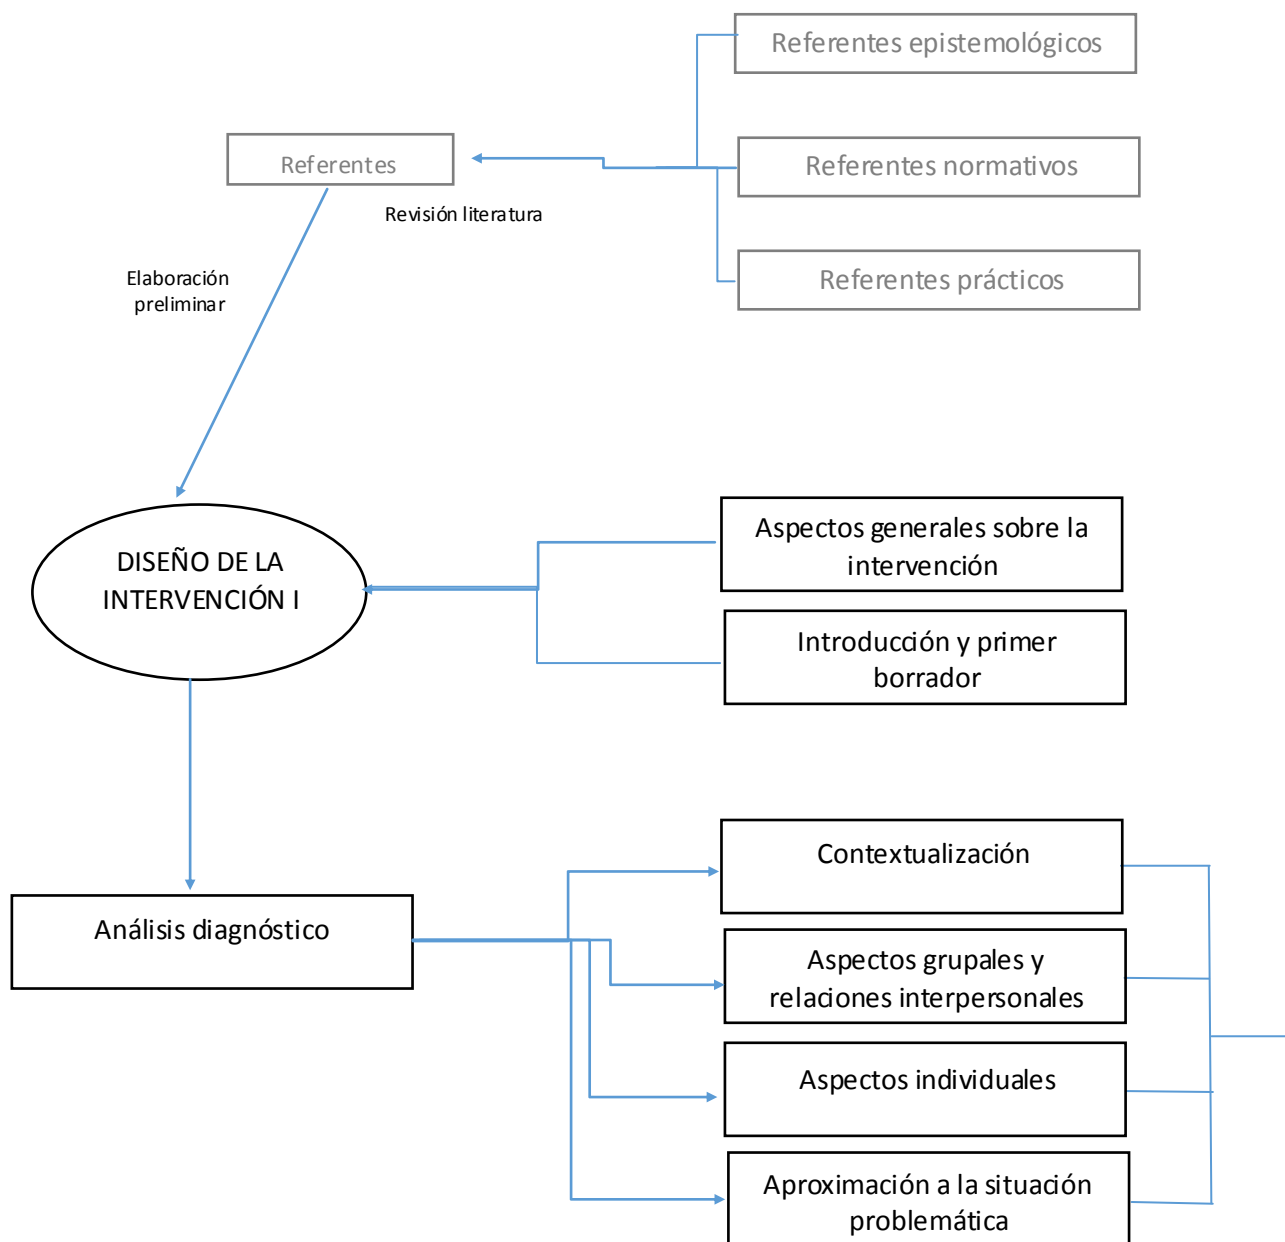 Referentes epistemológicos
Referentes
Referentes normativos
Revisión literatura
Referentes prácticos
Elaboración
preliminar
DISEÑO DE LA
INTERVENCIÓN I
Aspectos generales sobre la
intervención
Introducción y primer
borrador
Análisis diagnóstico
Contextualización
Aspectos grupales y
relaciones interpersonales
Aspectos individuales
Aproximación a la situación
problemática